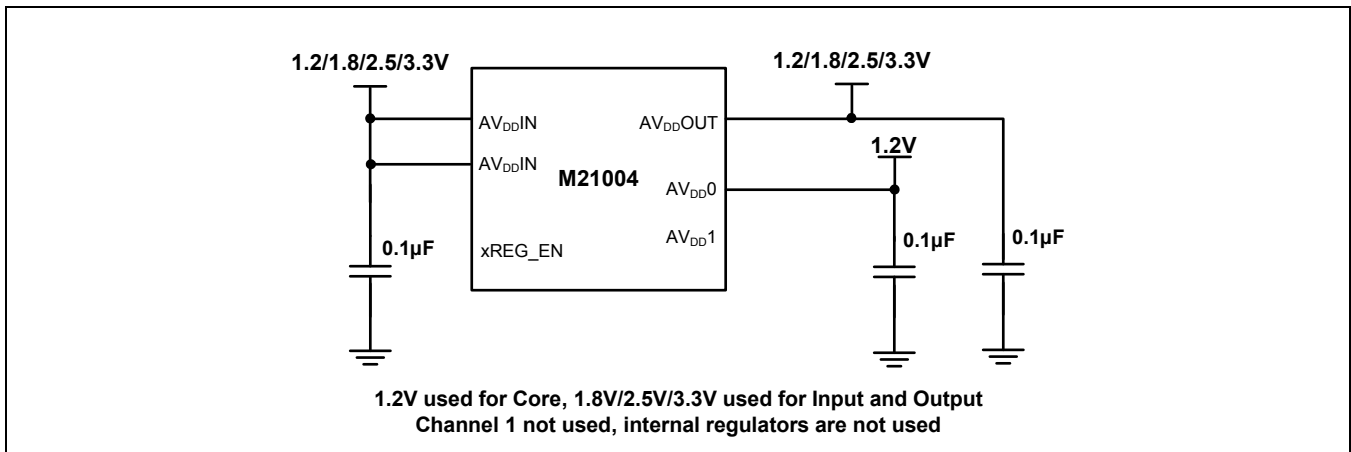 1.2/1.8/2.5/3.3V
1.2/1.8/2.5/3.3V
AVDDIN
AVDDOUT
1.2V
AVDDIN
M21004
AVDD0
AVDD1
0.1µF
xREG_EN
0.1µF
0.1µF
1.2V used for Core, 1.8V/2.5V/3.3V used for Input and Output
Channel 1 not used, internal regulators are not used